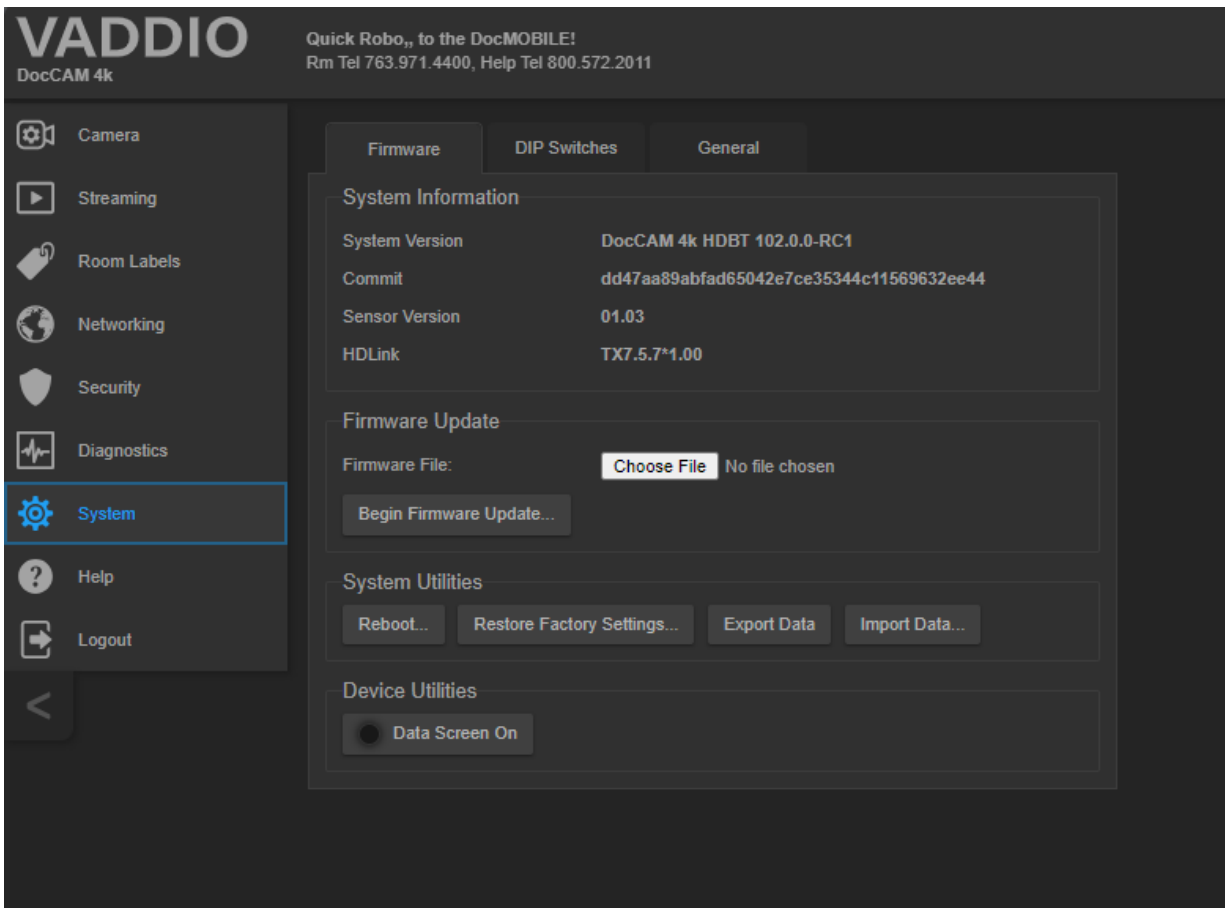 VADDIO
DocCAM 4k
Quick Robo,, to the DocMOBILE!
Rm Tel 763.971.4400, Help Tel 800.572.2011
Camera
Streaming
Room Labels
Networking
Security
Diagnostics
System
Help
Logout
<
Firmware DIP Switches General
System Information
System Version DocCAM 4k HDBT 102.0.0-RC1
Commit dd47aa89abfad65042e7ce35344c11569632ee44
Sensor Version 01.03
HDLink TX7.5.7*1.00
Firmware Update
Firmware File: Choose File No file chosen
Begin Firmware Update...
System Utilities
Reboot... Restore Factory Settings... Export Data Import Data...
Device Utilities
Data Screen On